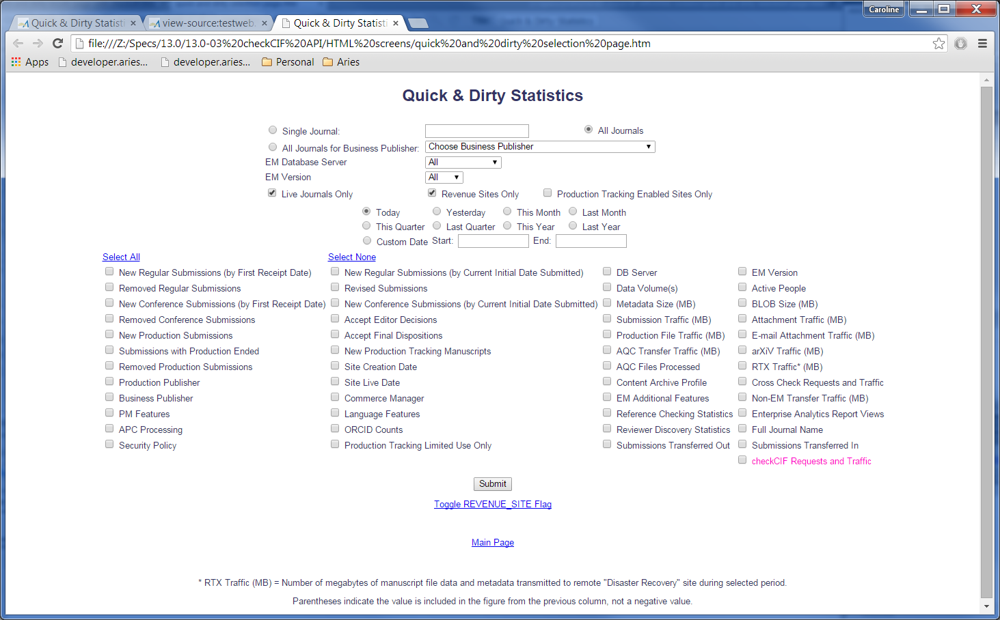 Caroline
Quick & Dirty Statisti
view-source:testweb.
Quick & Dirty Statisti
file:///Z:/Specs/13.0/13.0-03%20checkCIF%20API/HTML%20screens/quick%20and%20dirty%20selection%20page.htm
Apps developer.aries... developer.aries... Personal Aries
Quick & Dirty Statistics
Single Journal: All Journals
All Journals for Business Publisher: Choose Business Publisher
EM Database Server All
EM Version All
Live Journals Only Revenue Sites Only Production Tracking Enabled Sites Only
Today Yesterday This Month Last Month
This Quarter Last Quarter This Year Last Year
Custom Date Start: End:
Select All Select None
New Regular Submissions (by First Receipt Date) New Regular Submissions (by Current Initial Date Submitted) DB Server EM Version
Removed Regular Submissions Revised Submissions Data Volume(s) Active People
New Conference Submissions (by First Receipt Date) New Conference Submissions (by Current Initial Date Submitted) Metadata Size (MB) BLOB Size (MB)
Removed Conference Submissions Accept Editor Decisions Submission Traffic (MB) Attachment Traffic (MB)
New Production Submissions Accept Final Dispositions Production File Traffic (MB) E-mail Attachment Traffic (MB)
Submissions with Production Ended New Production Tracking Manuscripts AQC Transfer Traffic (MB) arXiV Traffic (MB)
Removed Production Submissions Site Creation Date AQC Files Processed RTX Traffic* (MB)
Production Publisher Site Live Date Content Archive Profile Cross Check Requests and Traffic
Business Publisher Commerce Manager EM Additional Features Non-EM Transfer Traffic (MB)
PM Features Language Features Reference Checking Statistics Enterprise Analytics Report Views
APC Processing ORCID Counts Reviewer Discovery Statistics Full Journal Name
Security Policy Production Tracking Limited Use Only Submissions Transferred Out Submissions Transferred In
checkCIF Requests and Traffic
Submit
Toggle REVENUE_SITE Flag
Main Page
* RTX Traffic (MB) = Number of megabytes of manuscript file data and metadata transmitted to remote "Disaster Recovery" site during selected period.
Parentheses indicate the value is included in the figure from the previous column, not a negative value.